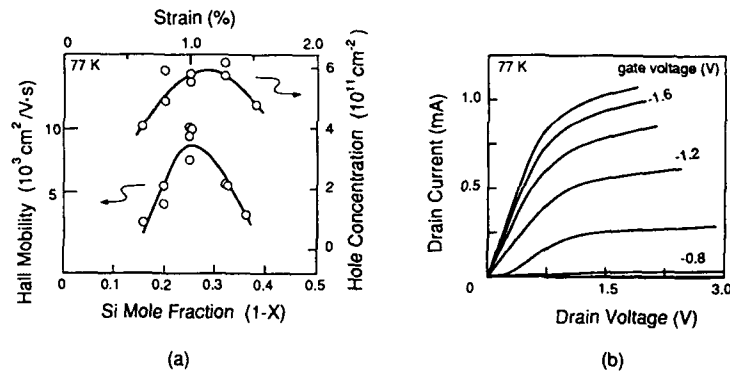 Strain (%)
0 1.0 2.0
77 K
Hall Mobility (10³ cm² /V·s)
10
5
6
4
2
0
Hole Concentration (10¹¹ cm⁻²)
0 0.1 0.2 0.3 0.4 0.5
Si Mole Fraction (1-X)
(a)
77 K
gate voltage (V)
-1.6
-1.2
-0.8
Drain Current (mA)
1.0
0.5
0
0 1.5 3.0
Drain Voltage (V)
(b)